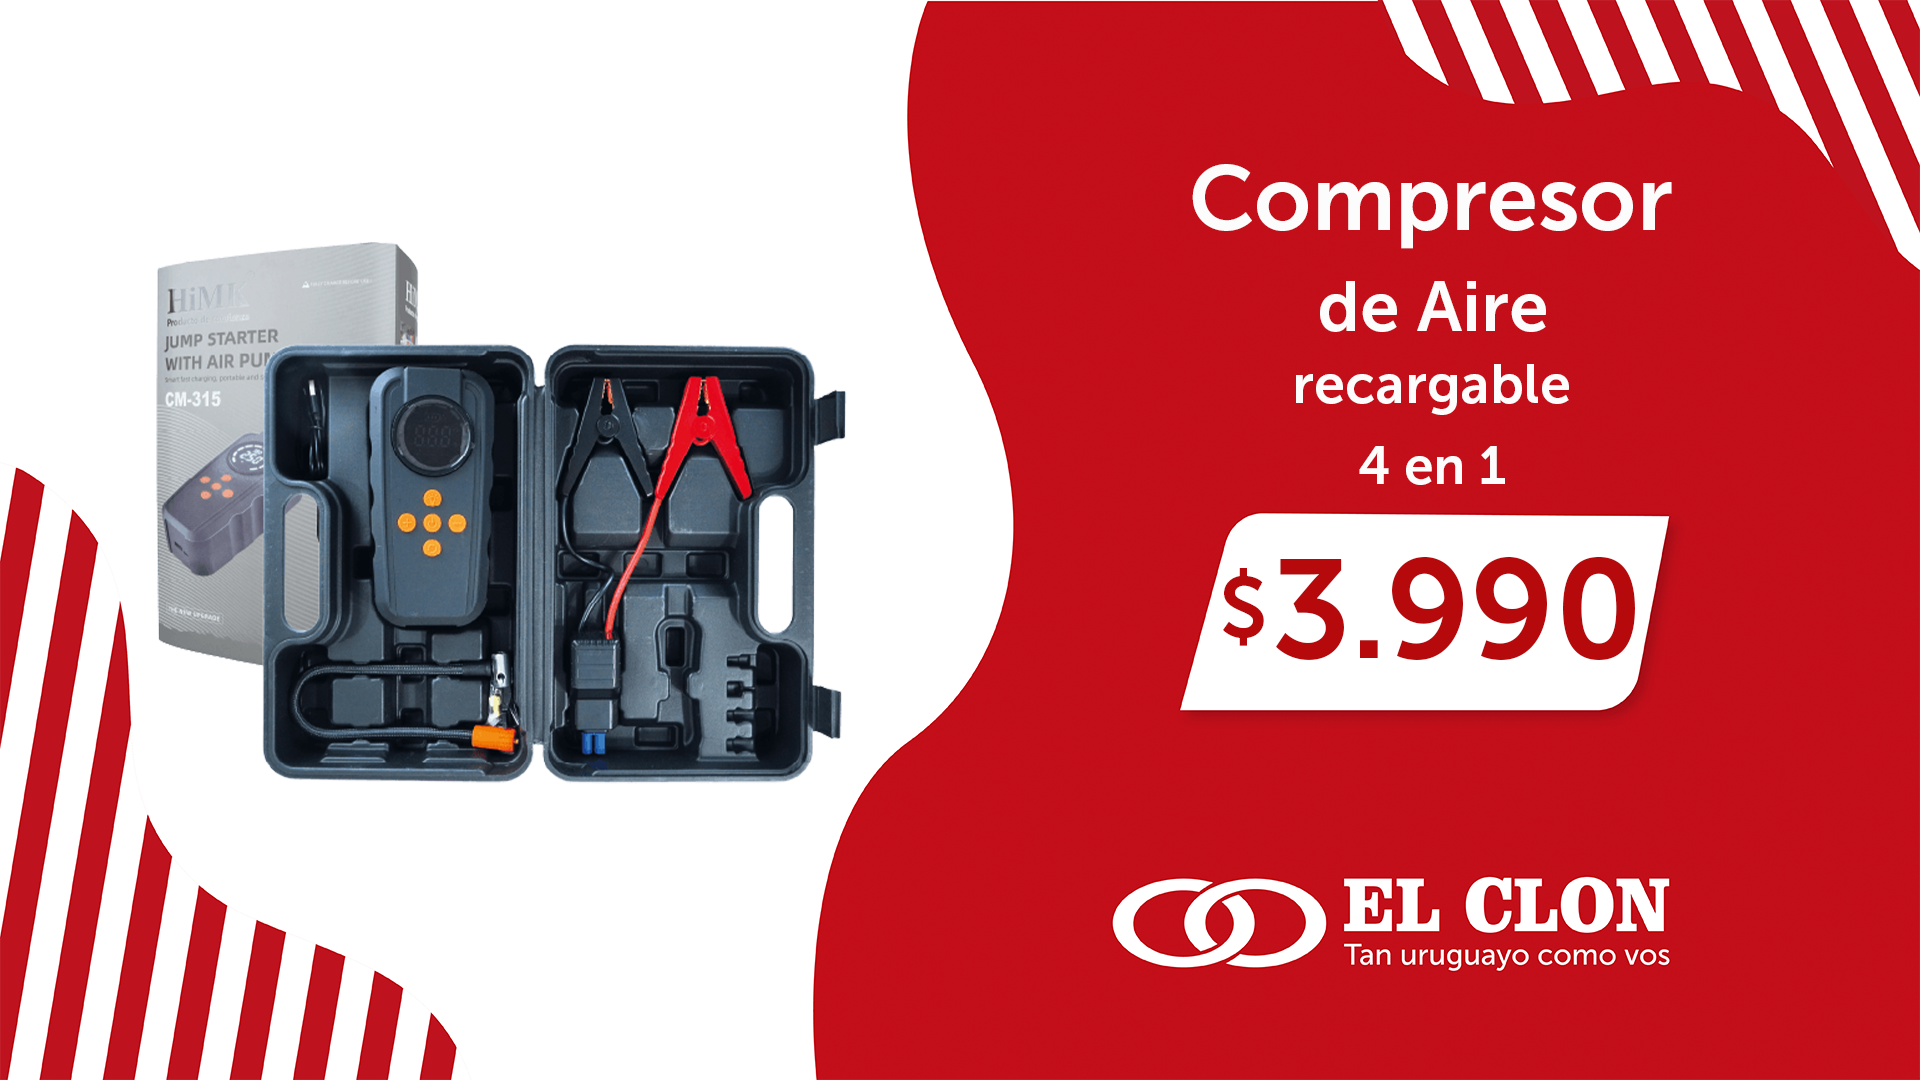 Compresor
de Aire
recargable
4 en 1
$3.990
EL CLON
Tan uruguayo como vos
HiMK
JUMP STARTER
WITH AIR PUM
CM-315